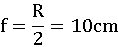 f = R/2 = 10cm